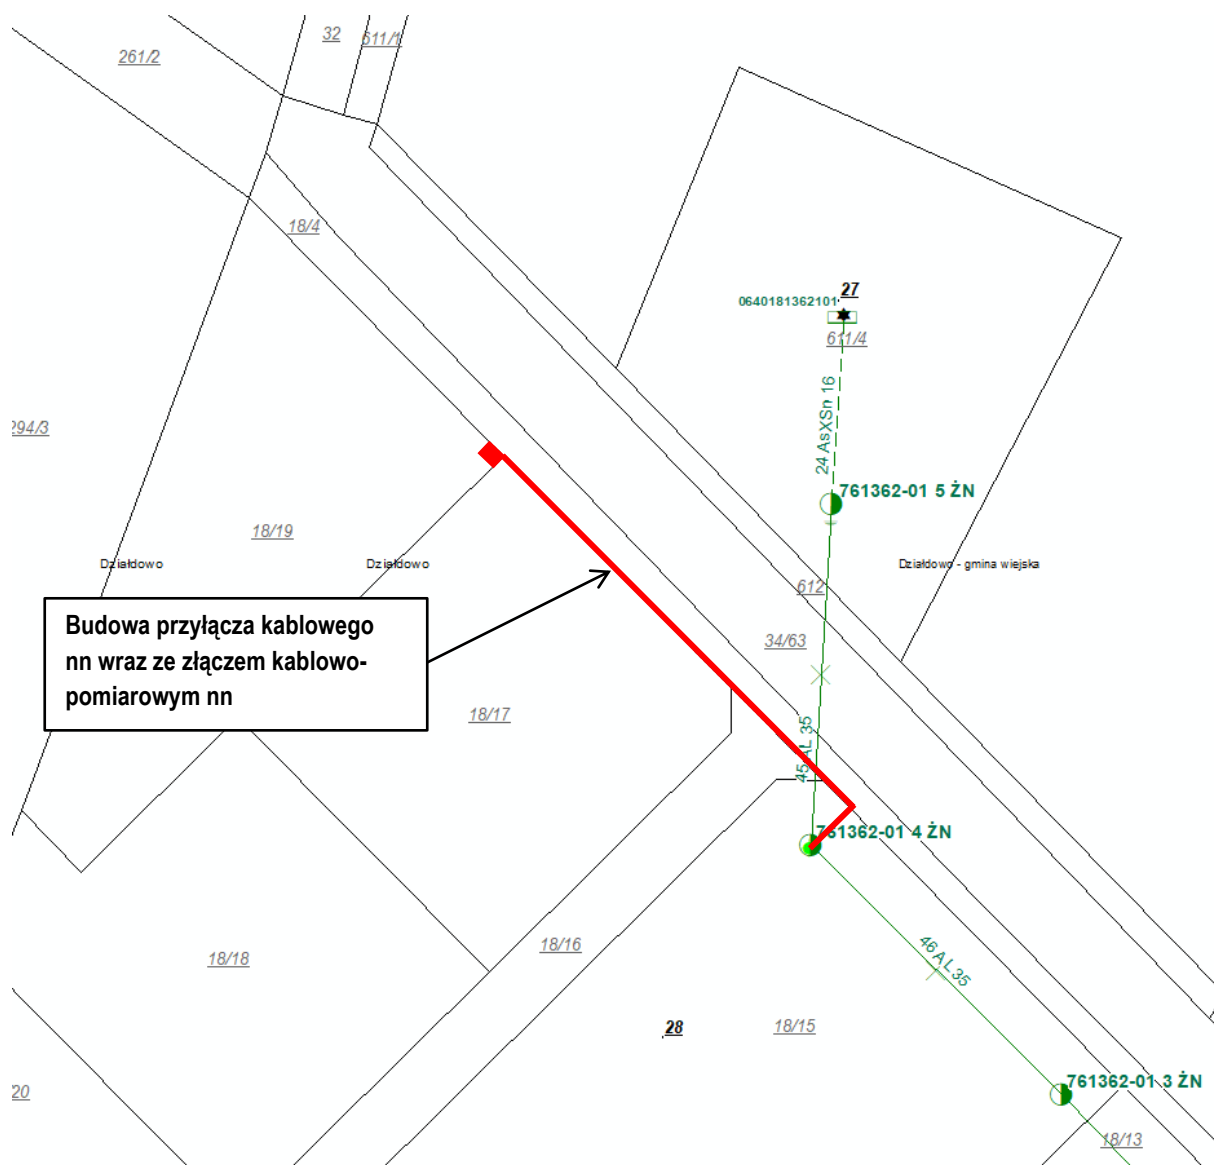 32
611/1
261/2
18/4
27
0640181362101
611/4
24 AsXSn 16
294/3
761362-01 5 ŻN
18/19
Działdowo
Działdowo
Działdowo - gmina wiejska
612
Budowa przyłącza kablowego
nn wraz ze złączem kablowo-
pomiarowym nn
34/63
18/17
45 AL 35
761362-01 4 ŻN
18/16
18/18
46 AL 35
28
18/15
761362-01 3 ŻN
/20
18/13